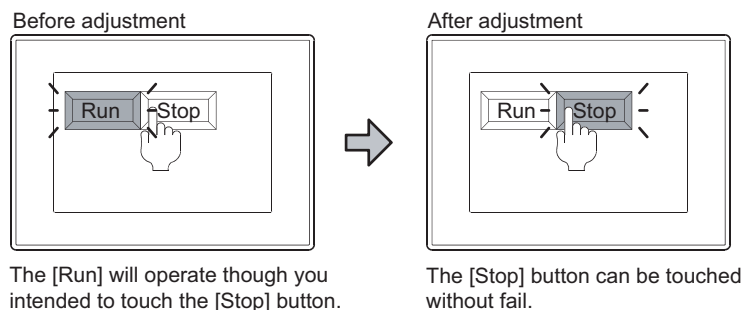 Before adjustment
Run
Stop
The [Run] will operate though you
intended to touch the [Stop] button.
After adjustment
Run
Stop
The [Stop] button can be touched
without fail.